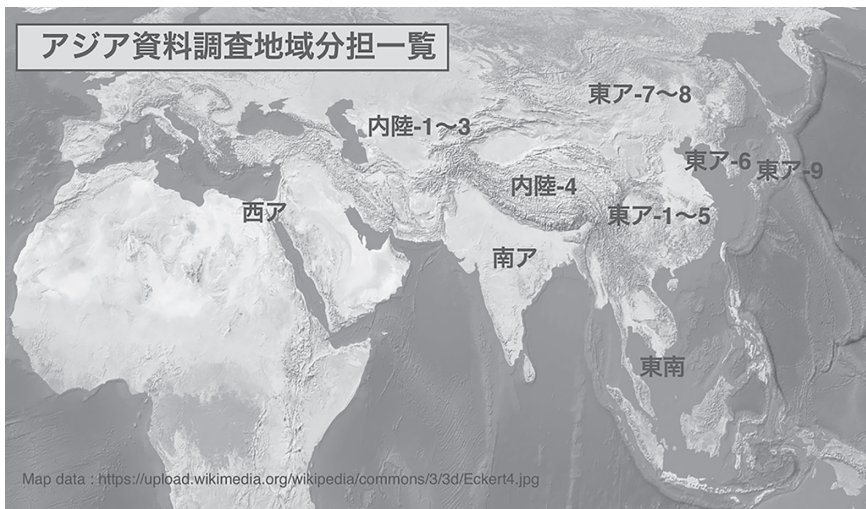 アジア資料調査地域分担一覧
東ア-7〜8
内陸-1〜3
東ア-6
東ア-9
内陸-4
西ア
東ア-1〜5
南ア
東南
Map data : https://upload.wikimedia.org/wikipedia/commons/3/3d/Eckert4.jpg